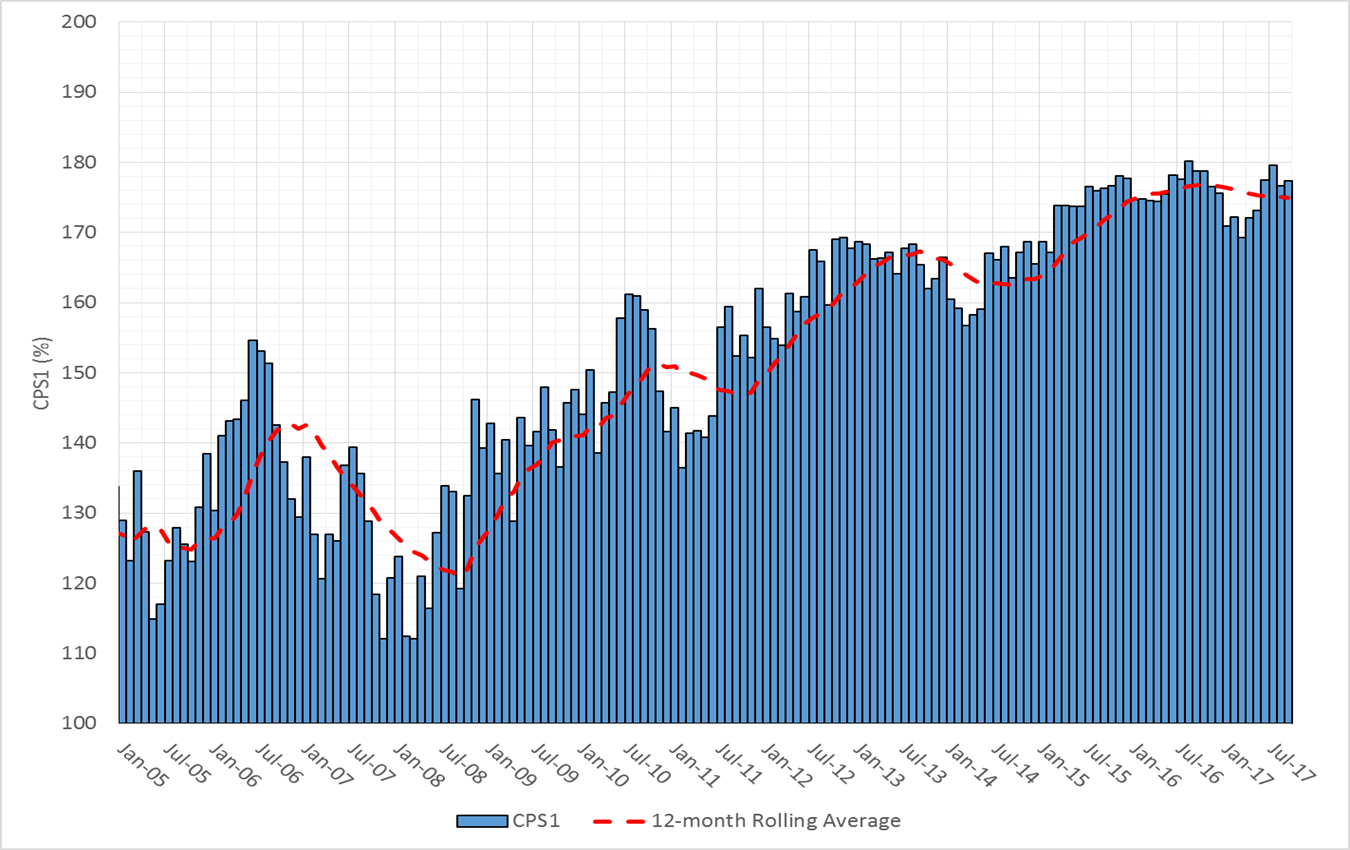 200
190
180
170
160
150
140
130
120
110
100
CPS1 (%)
Jan-05
Jul-05
Jan-06
Jul-06
Jan-07
Jul-07
Jan-08
Jul-08
Jan-09
Jul-09
Jan-10
Jul-10
Jan-11
Jul-11
Jan-12
Jul-12
Jan-13
Jul-13
Jan-14
Jul-14
Jan-15
Jul-15
Jan-16
Jul-16
Jan-17
Jul-17
CPS1
12-month Rolling Average